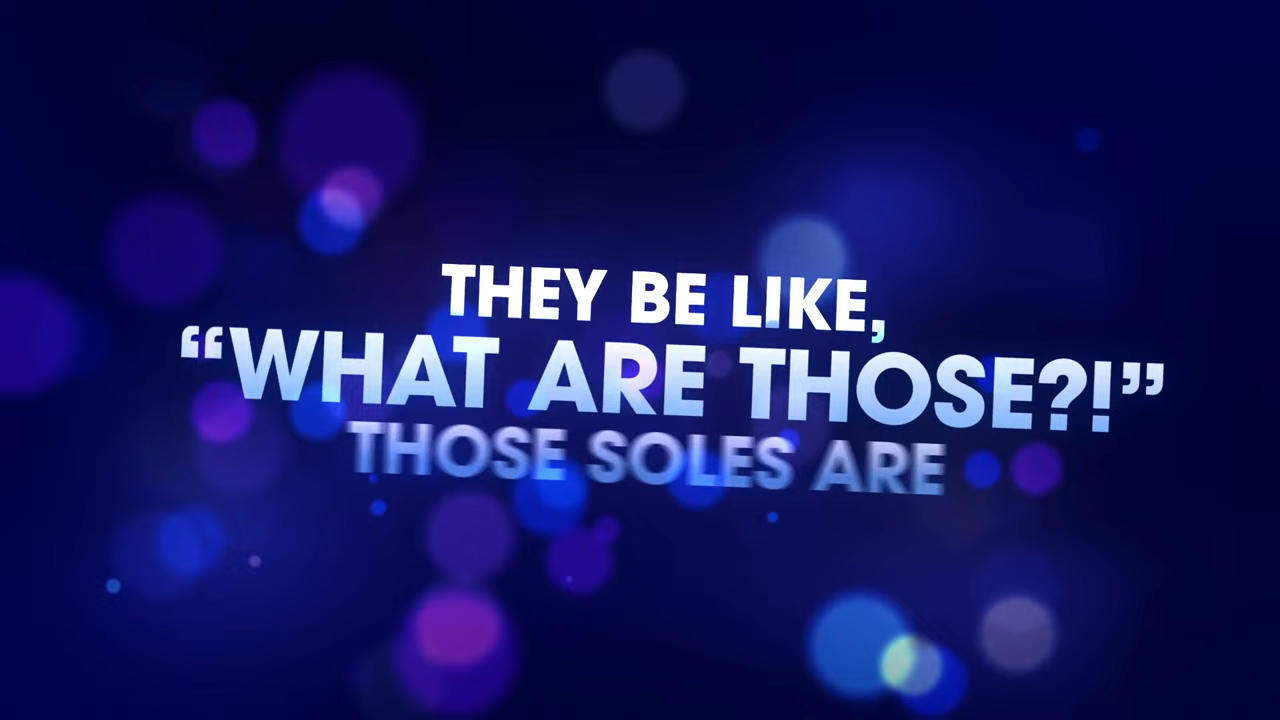 THEY BE LIKE,
“WHAT ARE THOSE?!”
THOSE SOLES ARE